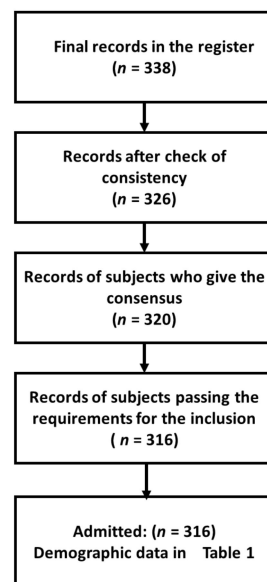 Final records in the register
(n = 338)
Records after check of
consistency
(n = 326)
Records of subjects who give the
consensus
(n = 320)
Records of subjects passing the
requirements for the inclusion
( n = 316)
Admitted: (n = 316)
Demographic data in Table 1